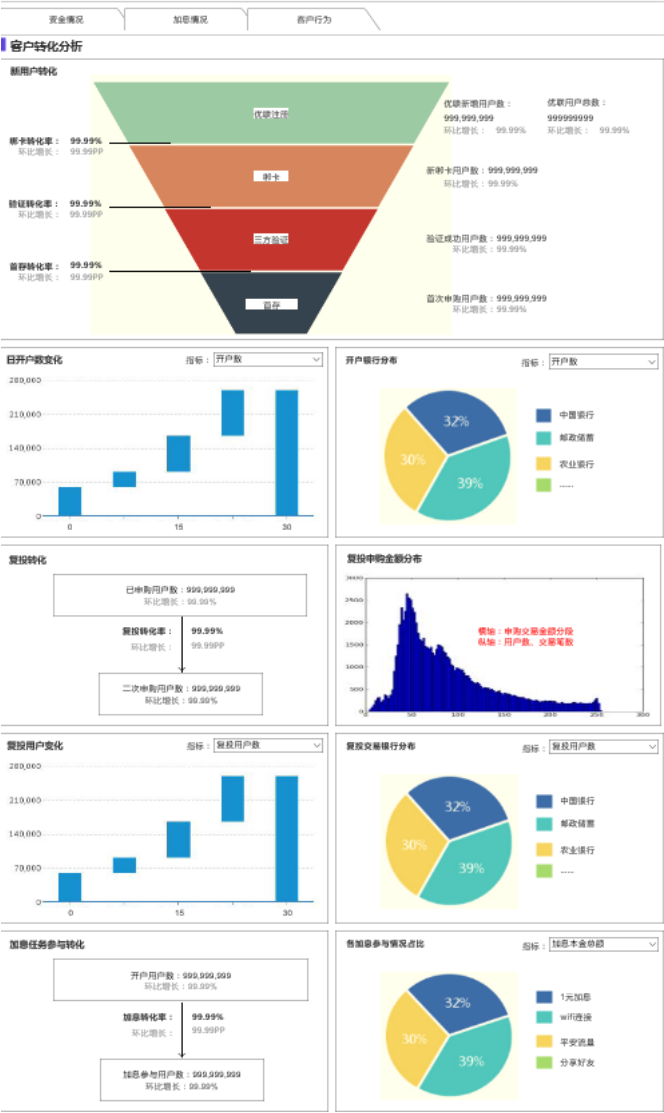 资金情况
加息情况
客户行为
客户转化分析
新用户转化
优联注册
绑卡
三方验证
首存
绑卡转化率： 99.99%
环比增长： 99.99PP
验证转化率： 99.99%
环比增长： 99.99PP
首存转化率： 99.99%
环比增长： 99.99PP
优联新增用户数：
999,999,999
环比增长： 99.99%
优联用户总数：
999999999
环比增长： 99.99%
新绑卡用户数：999,999,999
环比增长：99.99%
验证成功用户数：999,999,999
环比增长：99.99%
首次申购用户数：999,999,999
环比增长：99.99%
日开户数变化
指标： 开户数
280,000
210,000
140,000
70,000
0
0 15 30
开户银行分布
指标： 开户数
32%
30%
39%
中国银行
邮政储蓄
农业银行
.....
复投转化
已申购用户数：999,999,999
环比增长：99.99%
复投转化率： 99.99%
环比增长： 99.99PP
二次申购用户数：999,999,999
环比增长：99.99%
复投申购金额分布
3000
2500
2000
1500
1000
500
0
0 50 100 150 200 250 300
横轴：申购交易金额分段
纵轴：用户数、交易笔数
复投用户变化
指标： 复投用户数
280,000
210,000
140,000
70,000
0
0 15 30
复投交易银行分布
指标： 复投用户数
32%
30%
39%
中国银行
邮政储蓄
农业银行
.....
加息任务参与转化
开户用户数：999,999,999
环比增长：99.99%
加息转化率： 99.99%
环比增长： 99.99PP
加息参与用户数：999,999,999
环比增长：99.99%
各加息参与情况占比
指标： 加息本金总额
32%
30%
39%
1元加息
wifi连接
平安流量
分享好友